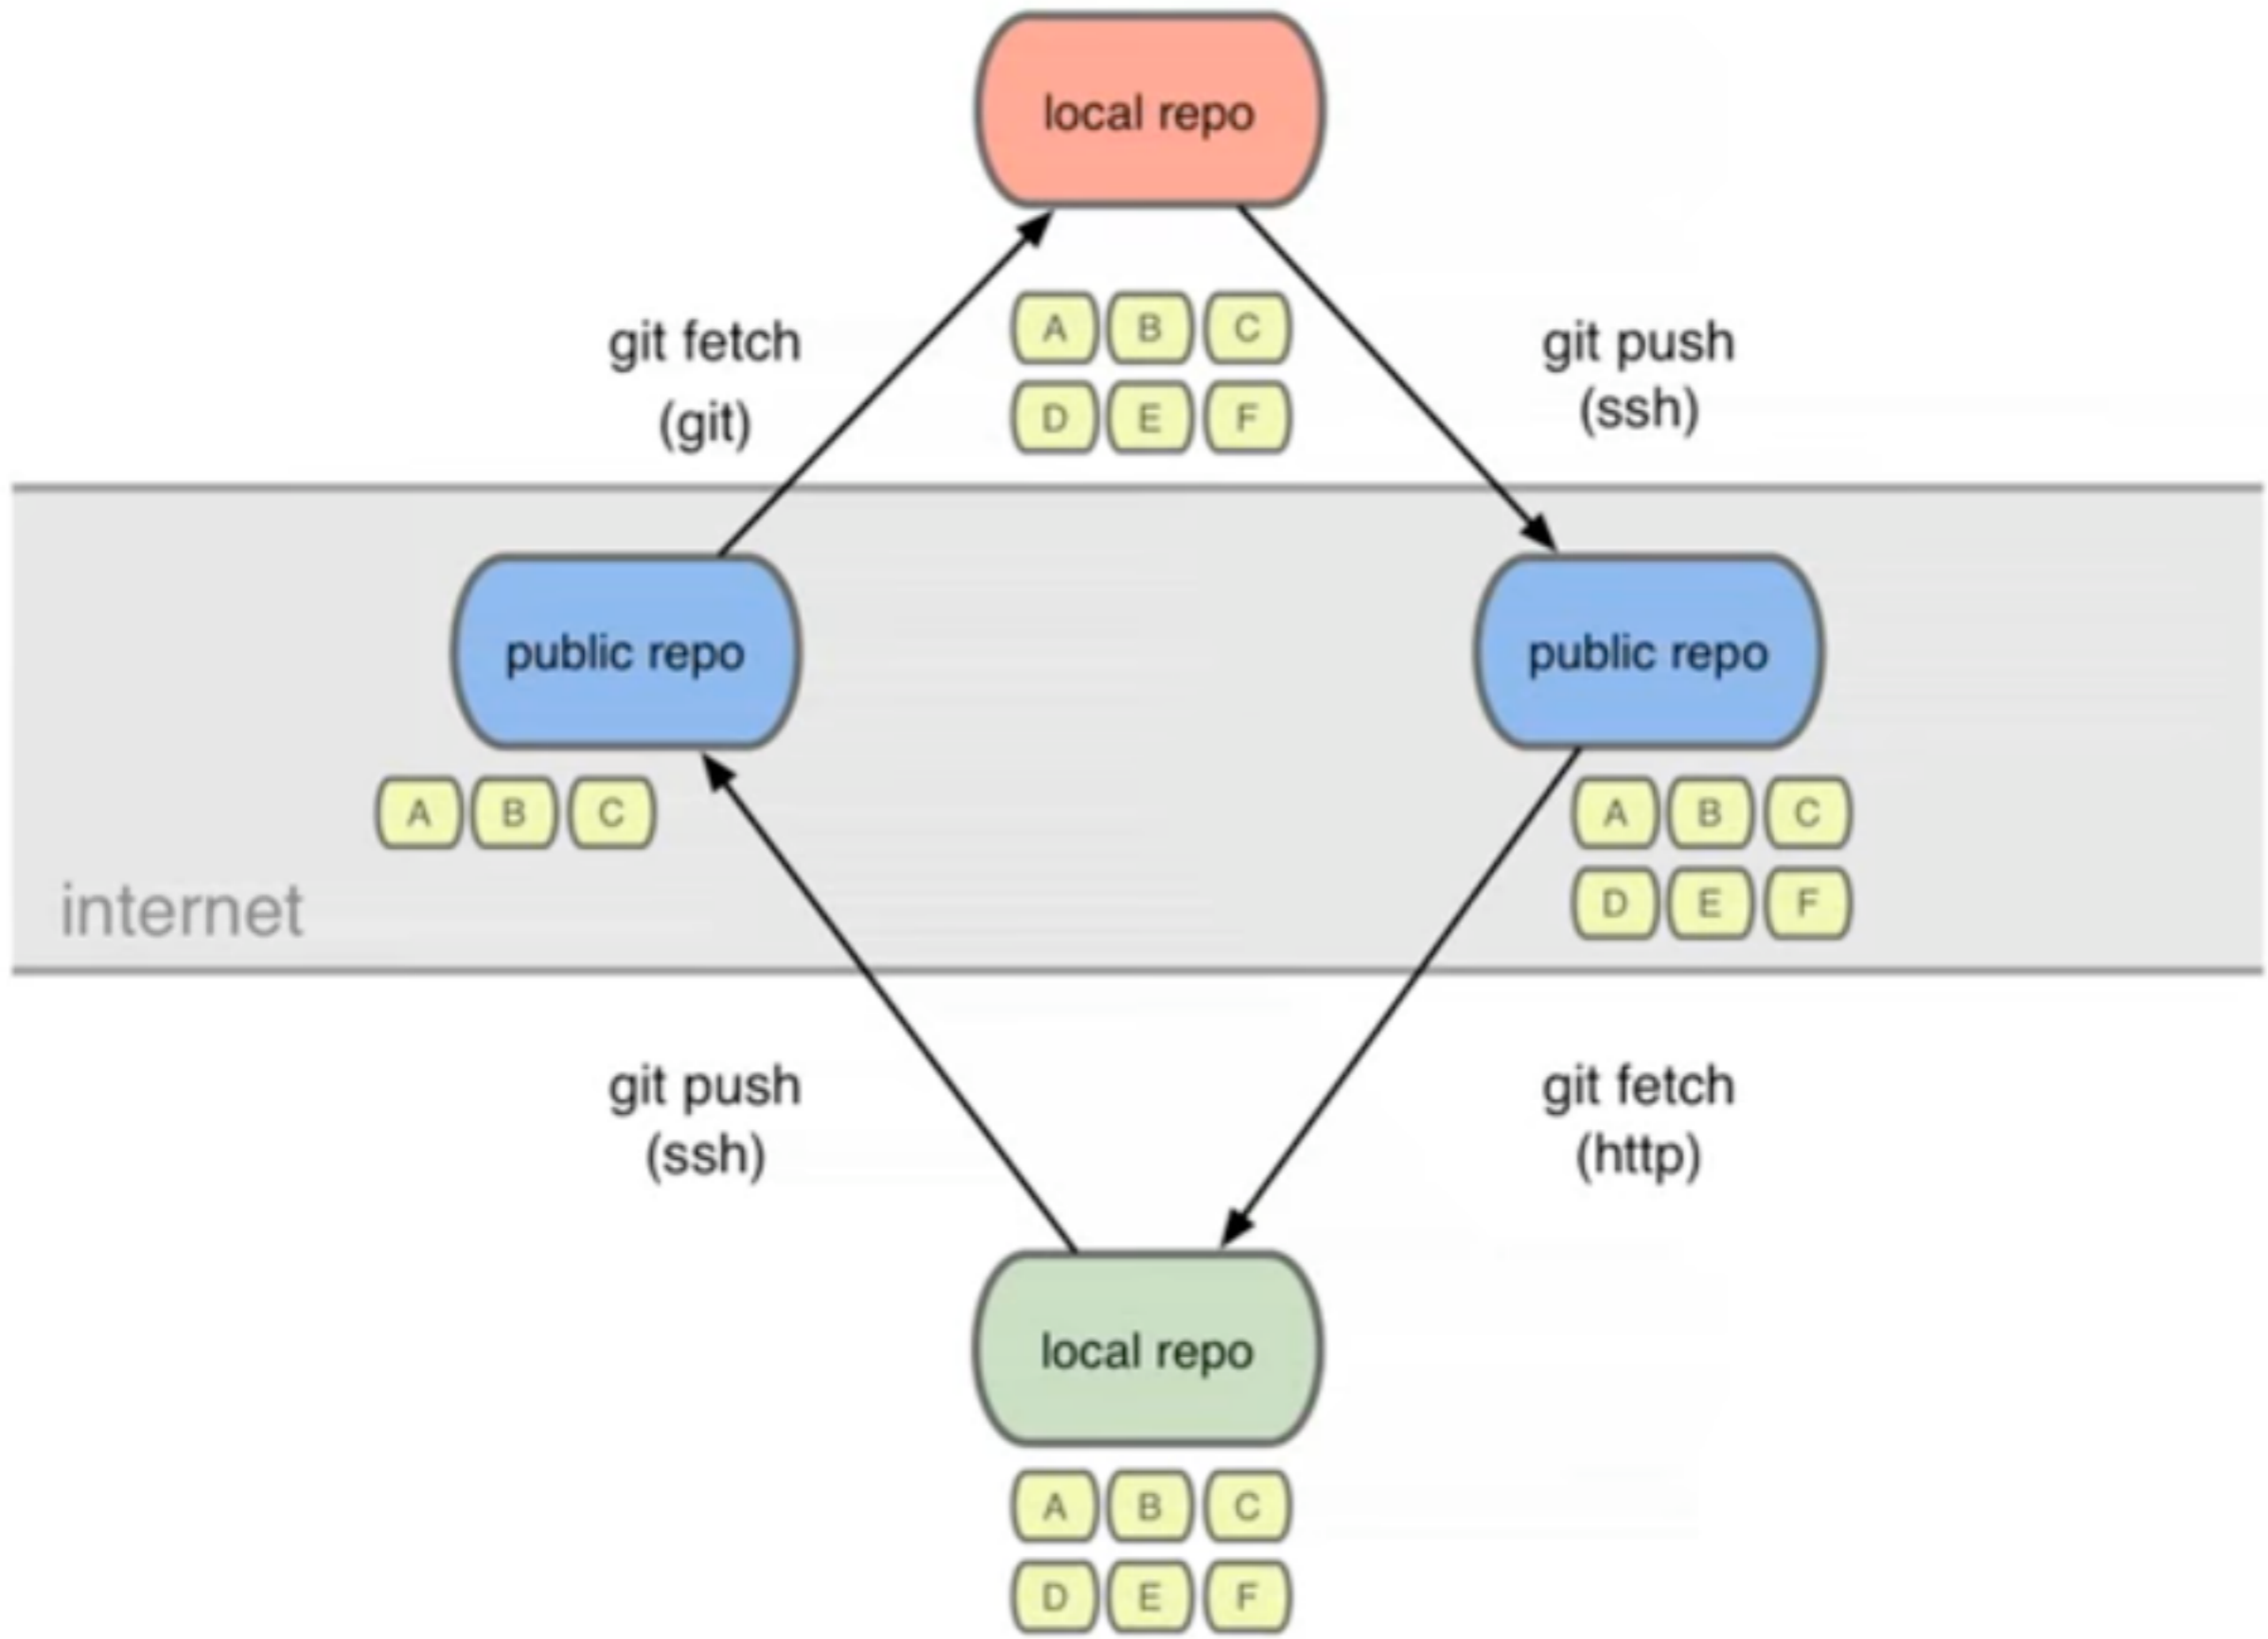 local repo
git fetch
(git)
A B C
D E F
git push
(ssh)
public repo
public repo
A B C
A B C
D E F
internet
git push
(ssh)
git fetch
(http)
local repo
A B C
D E F